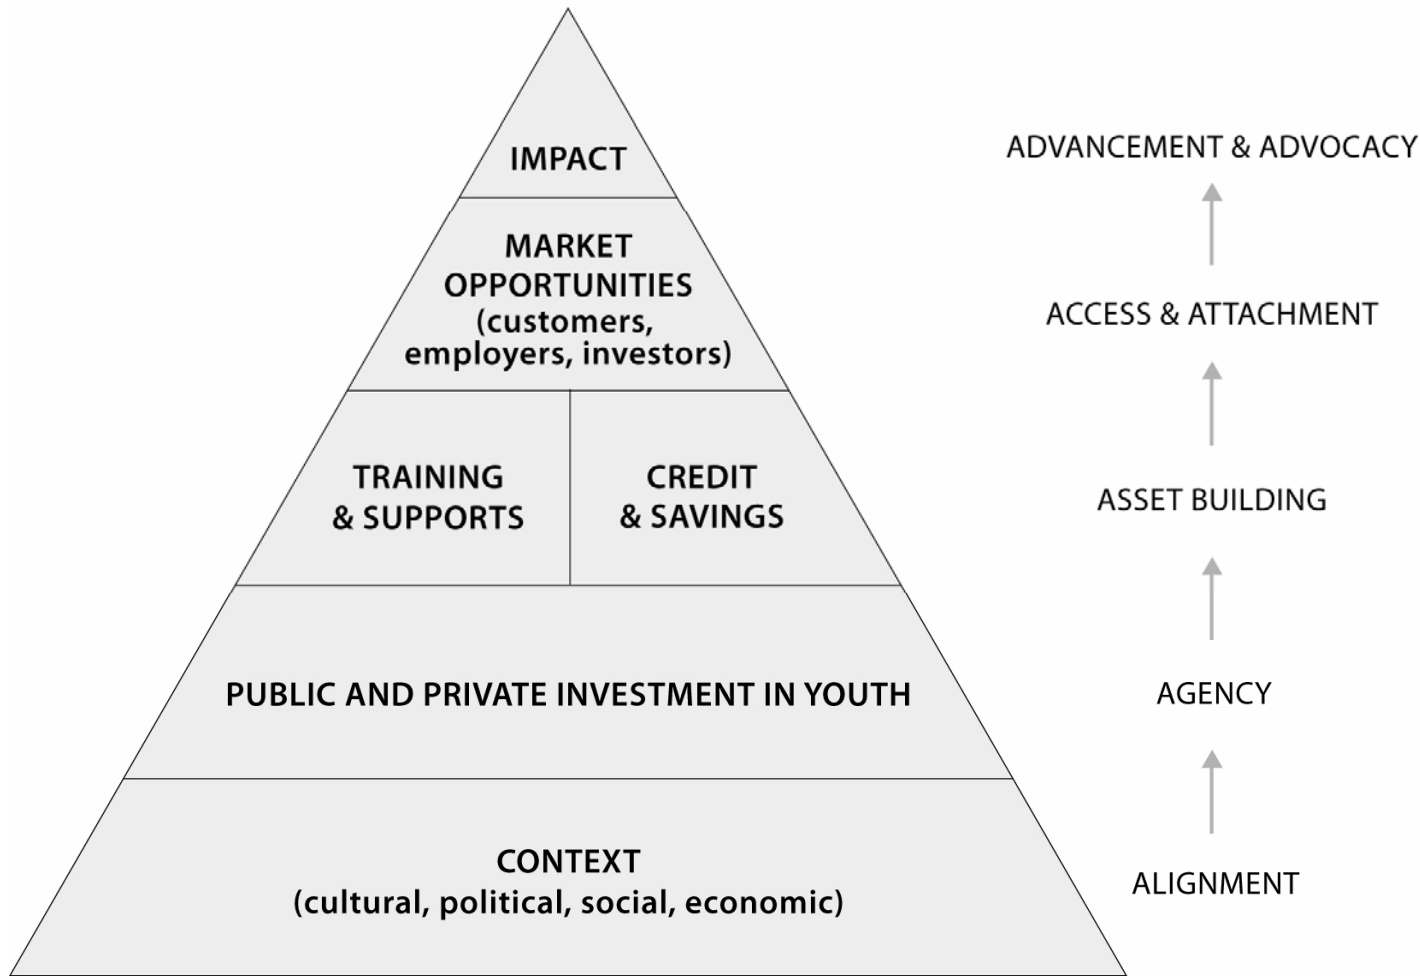 IMPACT
MARKET
OPPORTUNITIES
(customers,
employers, investors)
TRAINING
& SUPPORTS
CREDIT
& SAVINGS
PUBLIC AND PRIVATE INVESTMENT IN YOUTH
CONTEXT
(cultural, political, social, economic)
ADVANCEMENT & ADVOCACY
ACCESS & ATTACHMENT
ASSET BUILDING
AGENCY
ALIGNMENT